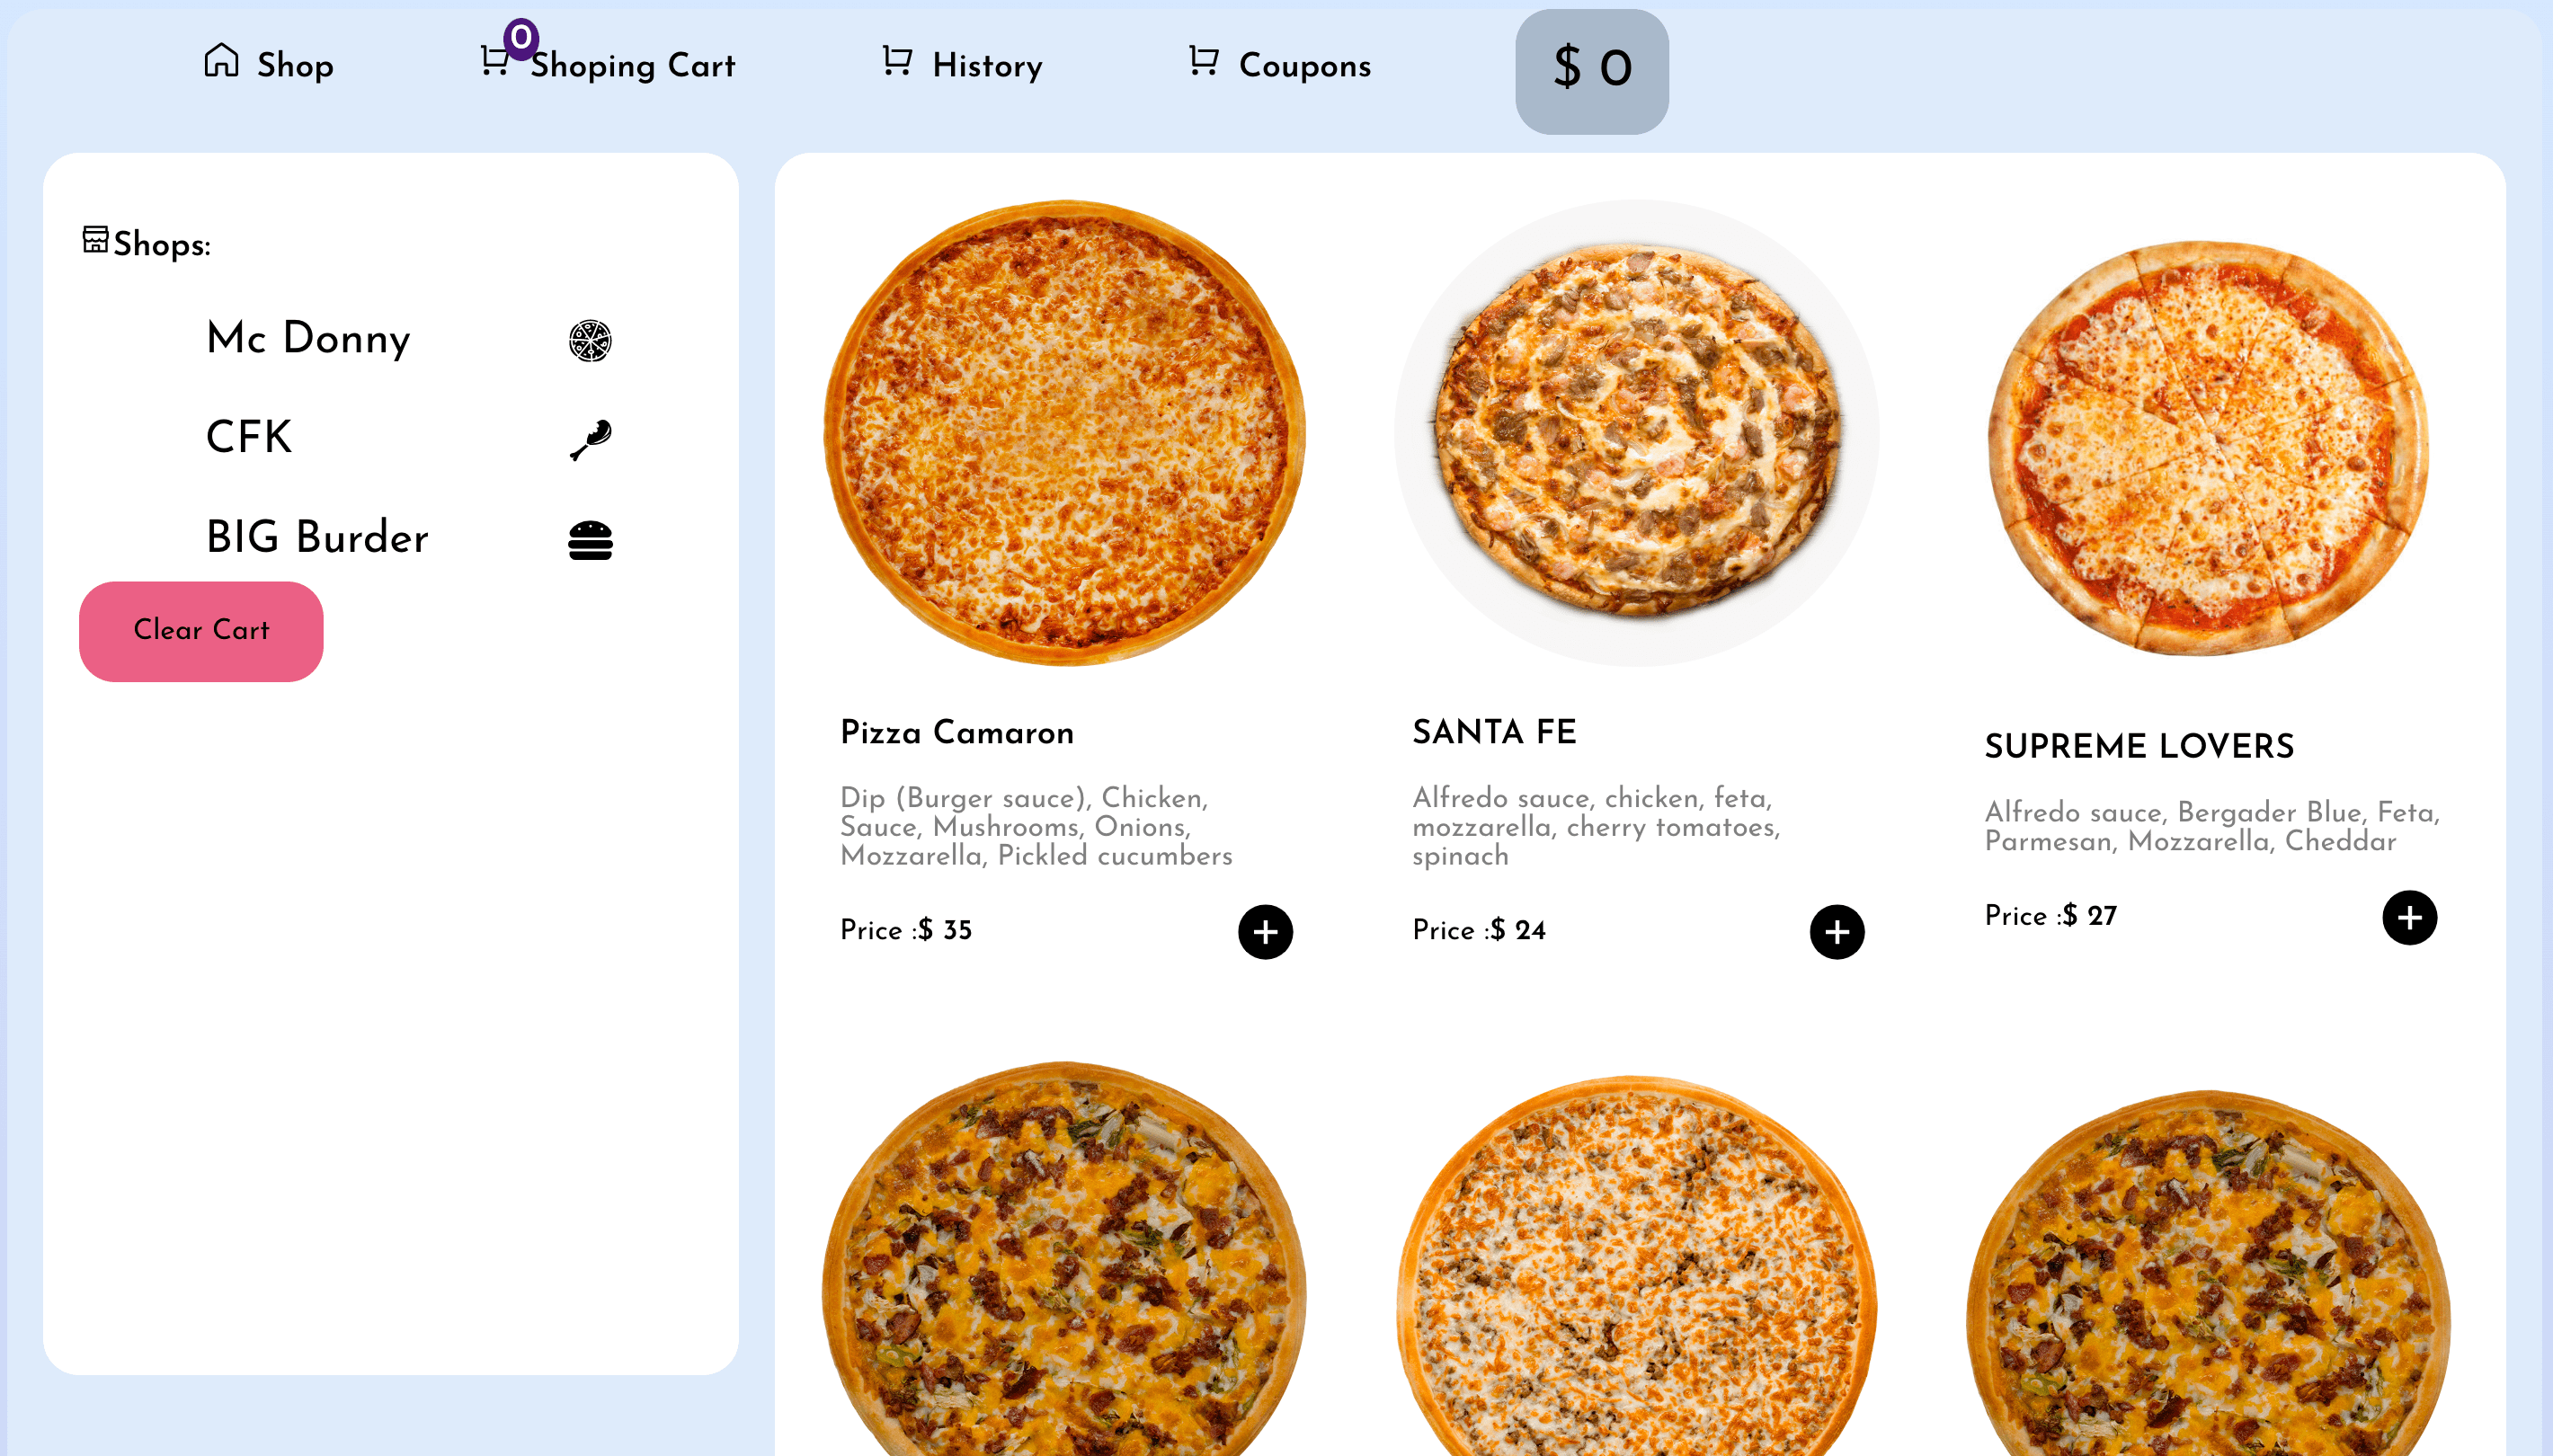 Shop
0
Shoping Cart
History
Coupons
$ 0
Shops:
Mc Donny
CFK
BIG Burder
Clear Cart
Pizza Camaron
Dip (Burger sauce), Chicken,
Sauce, Mushrooms, Onions,
Mozzarella, Pickled cucumbers
Price :$ 35
SANTA FE
Alfredo sauce, chicken, feta,
mozzarella, cherry tomatoes,
spinach
Price :$ 24
SUPREME LOVERS
Alfredo sauce, Bergader Blue, Feta,
Parmesan, Mozzarella, Cheddar
Price :$ 27